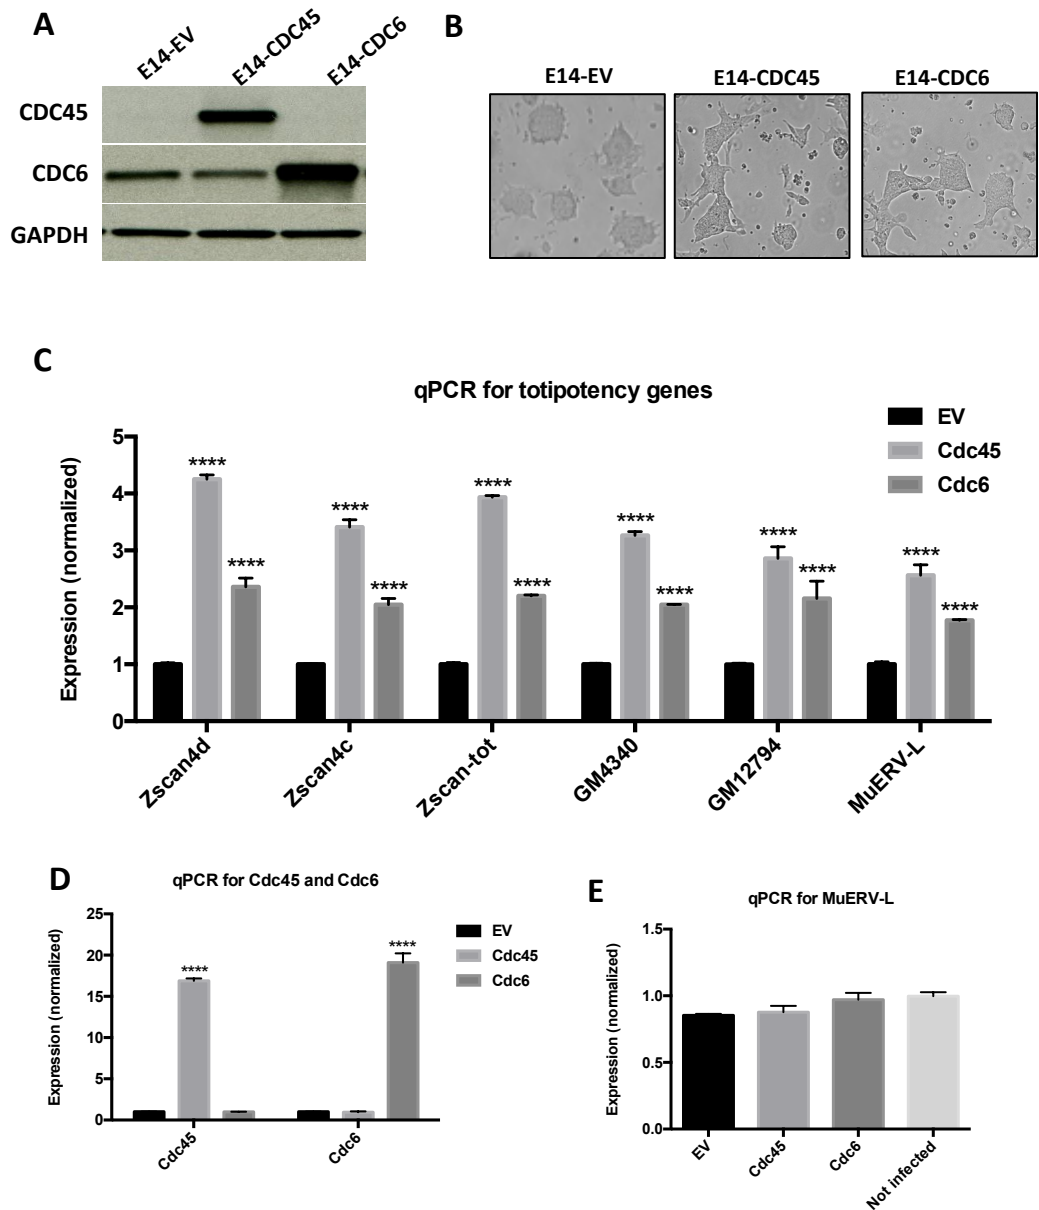 A
E14-EV
E14-CDC45
E14-CDC6
CDC45
CDC6
GAPDH
B
E14-EV
E14-CDC45
E14-CDC6
C
qPCR for totipotency genes
EV
Cdc45
Cdc6
Expression (normalized)
5
4
3
2
1
0
****
****
****
****
****
****
****
****
****
****
****
****
Zscan4d
Zscan4c
Zscan-tot
GM4340
GM12794
MuERV-L
D
qPCR for Cdc45 and Cdc6
EV
Cdc45
Cdc6
Expression (normalized)
25
20
15
10
5
0
****
****
Cdc45
Cdc6
E
qPCR for MuERV-L
Expression (normalized)
1.5
1.0
0.5
0.0
EV
Cdc45
Cdc6
Not infected